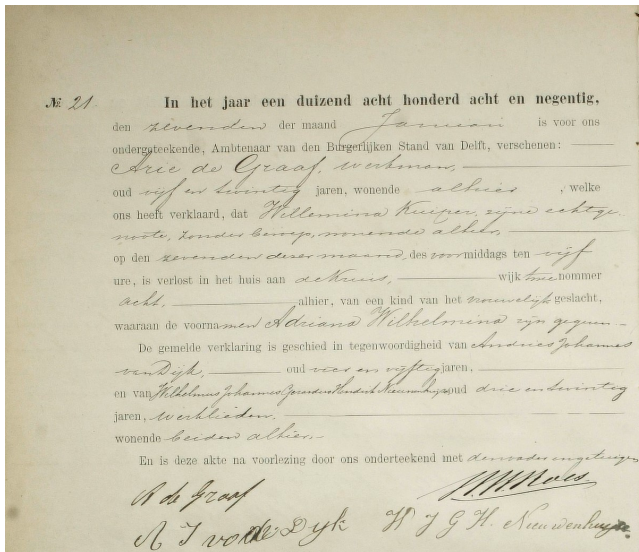 № 21 In het jaar een duizend acht honderd acht en negentig,
den zevenden der maand Januari is voor ons
ondergeteekende, Ambtenaar van den Burgerlijken Stand van Delft, verschenen:
Arie de Graaf, werkman,
oud vijf en twintig jaren, wonende alhier, welke
ons heeft verklaard, dat Willemina Kuiper, zijne echtge-
noote, zonder beroep, wonende alhier,
op den zevenden dezer maand, des voormiddags ten vijf
ure, is verlost in het huis aan de wijk twee nommer
acht, alhier, van een kind van het vrouwelijk geslacht,
waaraan de voornamen Adriana Wilhelmina zijn gegeven
De gemelde verklaring is geschied in tegenwoordigheid van Andries Johannes
van Dijk, oud en vijftig jaren,
en van Wilhelmus Johannes Gerardus Hendrik Nieuwenhuyse oud drie en twintig
jaren, werklieden,
wonende beiden alhier.
En is deze akte na voorlezing door ons onderteekend met den vader en getuigen
A de Graaf
A J van Dijk W J G H Nieuwenhuyse